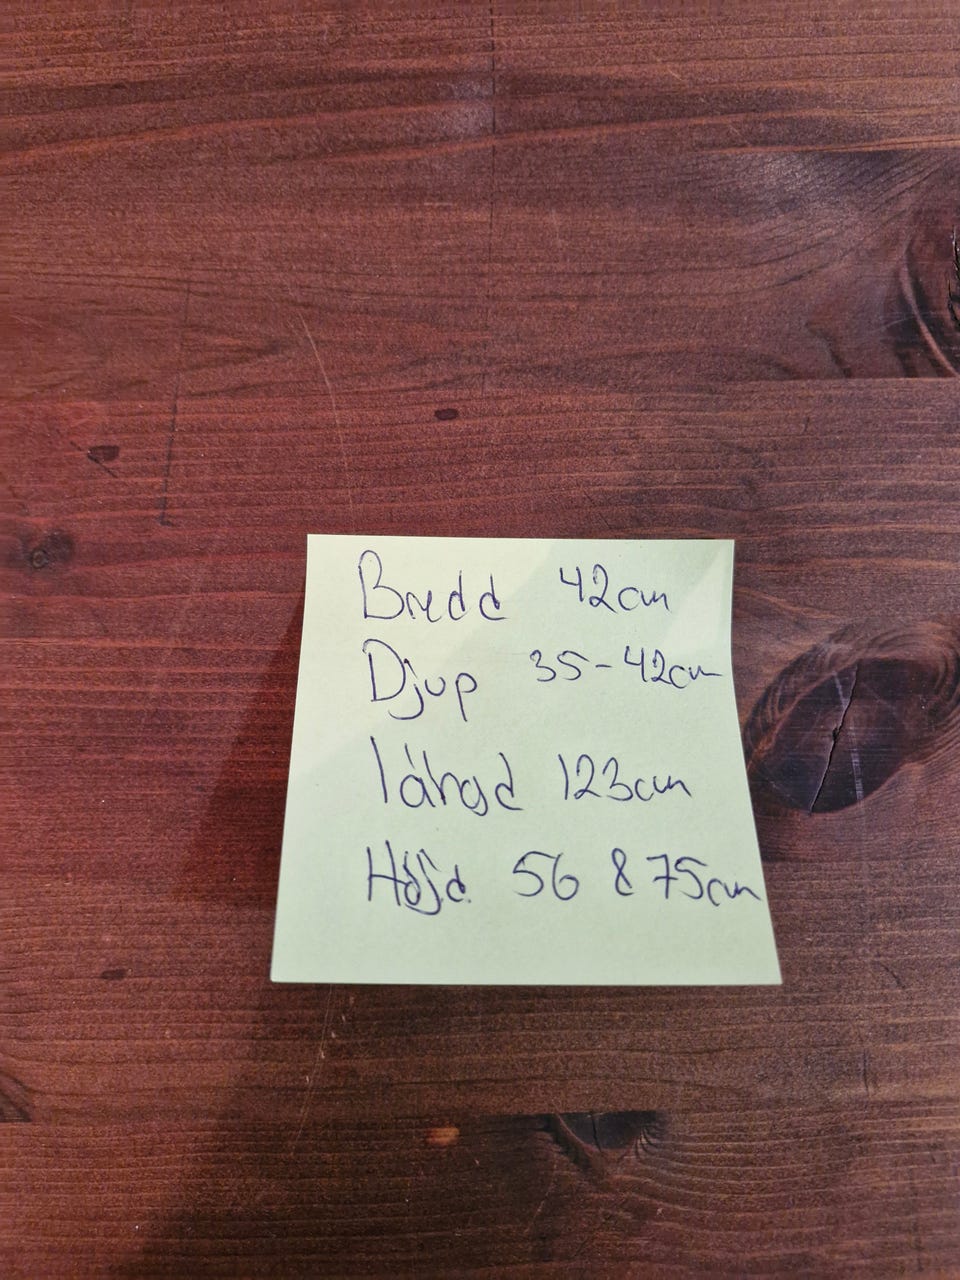 Bredd 42cm
Djup 35-42cm
längd 123cm
Höjd 56 & 75cm